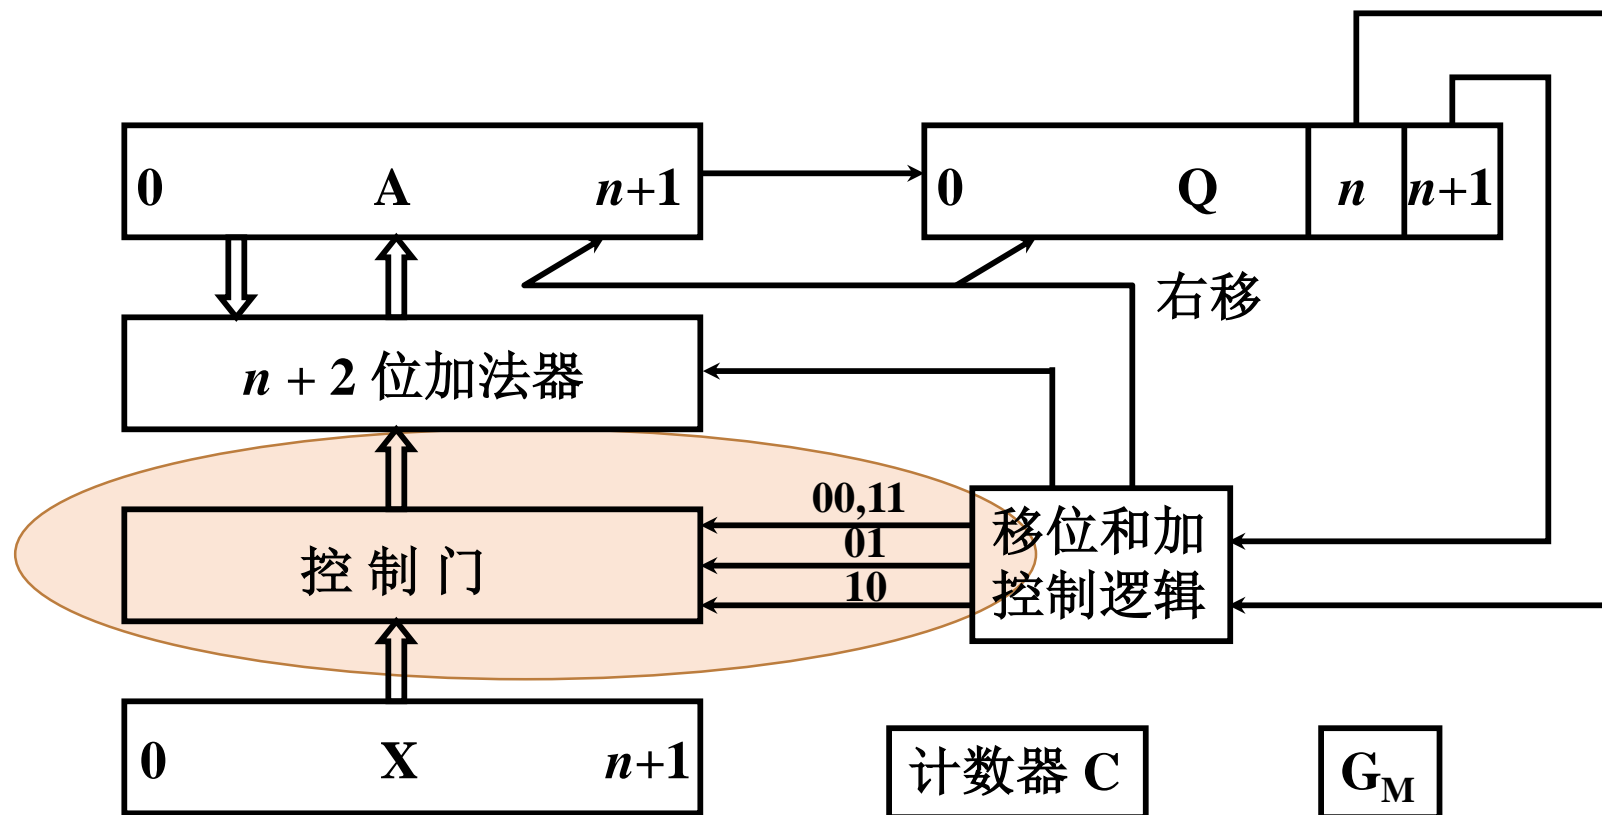 0 A n+1
0 Q n n+1
右移
n + 2 位加法器
00,11
01
10
控制门
移位和加
控制逻辑
0 X n+1
计数器 C
GM